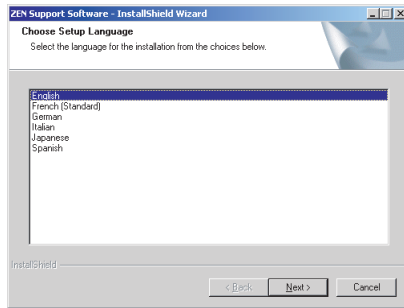 ZEN Support Software - InstallShield Wizard
Choose Setup Language
Select the language for the installation from the choices below.
English
French (Standard)
German
Italian
Japanese
Spanish
InstallShield
< Back
Next >
Cancel